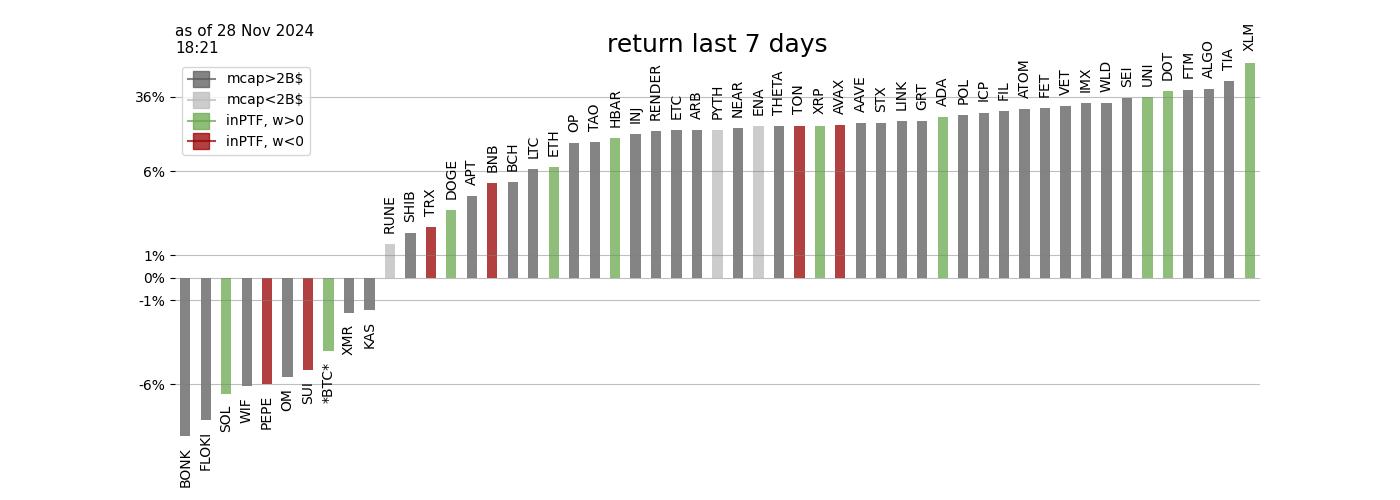 as of 28 Nov 2024
18:21
return last 7 days
mcap>2B$
mcap<2B$
inPTF, w>0
inPTF, w<0
36%
6%
1%
0%
-1%
-6%
BONK
FLOKI
SOL
WIF
PEPE
OM
SUI
*BTC*
XMR
KAS
RUNE
SHIB
TRX
DOGE
APT
BNB
BCH
LTC
ETH
OP
TAO
HBAR
INJ
RENDER
ETC
ARB
PYTH
NEAR
ENA
THETA
TON
XRP
AVAX
AAVE
STX
LINK
GRT
ADA
POL
ICP
FIL
ATOM
FET
VET
IMX
WLD
SEI
UNI
DOT
FTM
ALGO
TIA
XLM